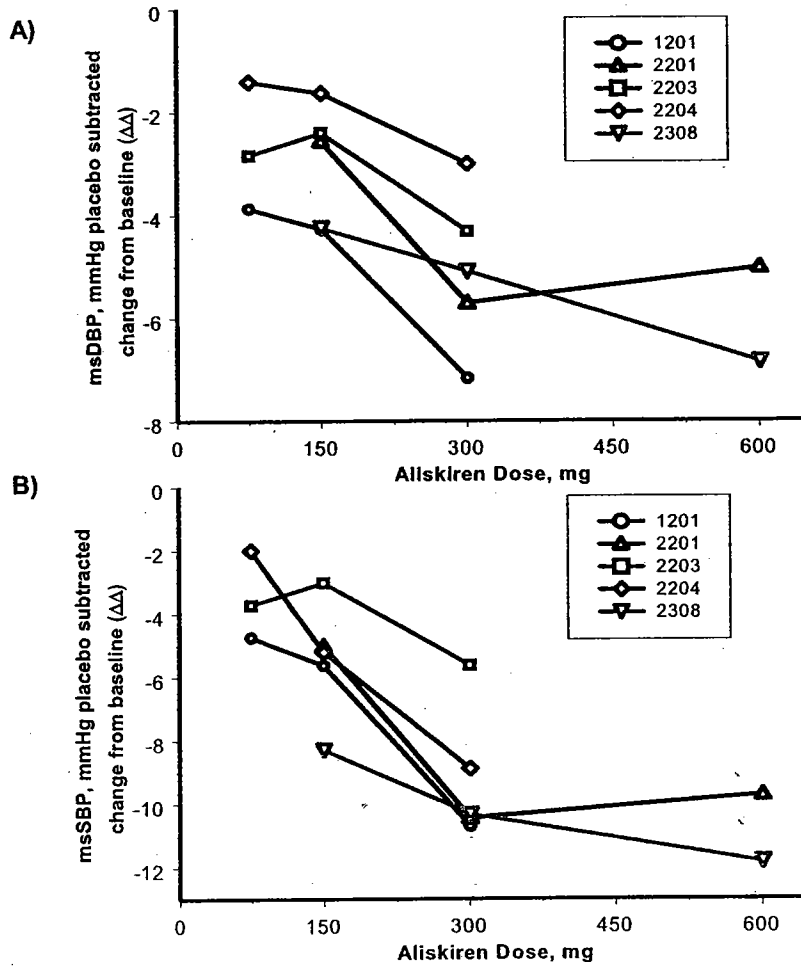 A)
msDBP, mmHg placebo subtracted
change from baseline (ΔΔ)
0
-2
-4
-6
-8
1201
2201
2203
2204
2308
0 150 300 450 600
Aliskiren Dose, mg
B)
msSBP, mmHg placebo subtracted
change from baseline (ΔΔ)
0
-2
-4
-6
-8
-10
-12
1201
2201
2203
2204
2308
0 150 300 450 600
Aliskiren Dose, mg